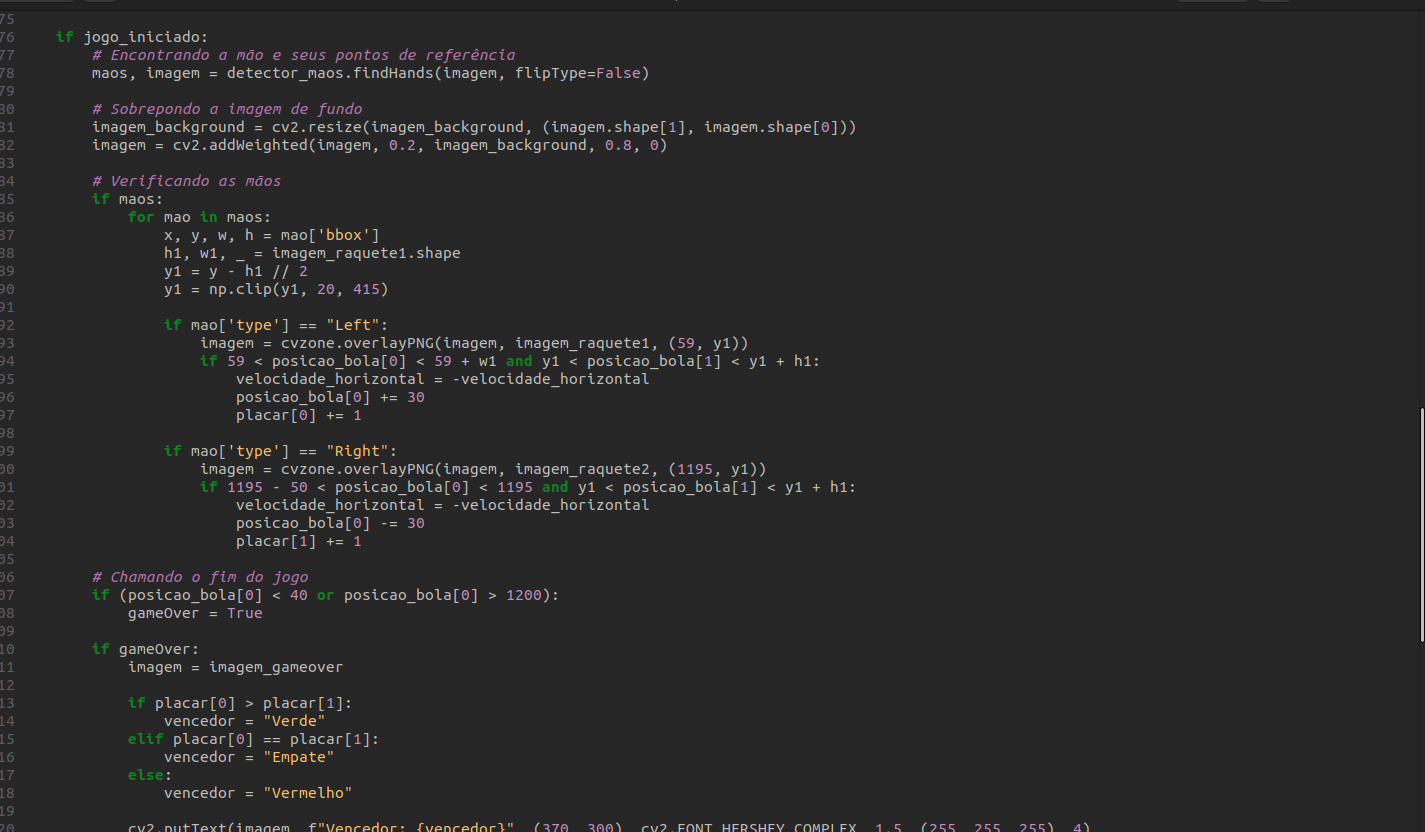 75
76 if jogo_iniciado:
77 # Encontrando a mão e seus pontos de referência
78 maos, imagem = detector_maos.findHands(imagem, flipType=False)
79
80 # Sobrepondo a imagem de fundo
81 imagem_background = cv2.resize(imagem_background, (imagem.shape[1], imagem.shape[0]))
82 imagem = cv2.addWeighted(imagem, 0.2, imagem_background, 0.8, 0)
83
84 # Verificando as mãos
85 if maos:
86 for mao in maos:
87 x, y, w, h = mao['bbox']
88 h1, w1, _ = imagem_raquete1.shape
89 y1 = y - h1 // 2
90 y1 = np.clip(y1, 20, 415)
91
92 if mao['type'] == "Left":
93 imagem = cvzone.overlayPNG(imagem, imagem_raquete1, (59, y1))
94 if 59 < posicao_bola[0] < 59 + w1 and y1 < posicao_bola[1] < y1 + h1:
95 velocidade_horizontal = -velocidade_horizontal
96 posicao_bola[0] += 30
97 placar[0] += 1
98
99 if mao['type'] == "Right":
00 imagem = cvzone.overlayPNG(imagem, imagem_raquete2, (1195, y1))
01 if 1195 - 50 < posicao_bola[0] < 1195 and y1 < posicao_bola[1] < y1 + h1:
02 velocidade_horizontal = -velocidade_horizontal
03 posicao_bola[0] -= 30
04 placar[1] += 1
05
06 # Chamando o fim do jogo
07 if (posicao_bola[0] < 40 or posicao_bola[0] > 1200):
08 gameOver = True
09
10 if gameOver:
11 imagem = imagem_gameover
12
13 if placar[0] > placar[1]:
14 vencedor = "Verde"
15 elif placar[0] == placar[1]:
16 vencedor = "Empate"
17 else:
18 vencedor = "Vermelho"
19
20 cv2.putText(imagem, f"Vencedor: {vencedor}", (370, 300), cv2.FONT_HERSHEY_COMPLEX, 1.5, (255, 255, 255), 4)